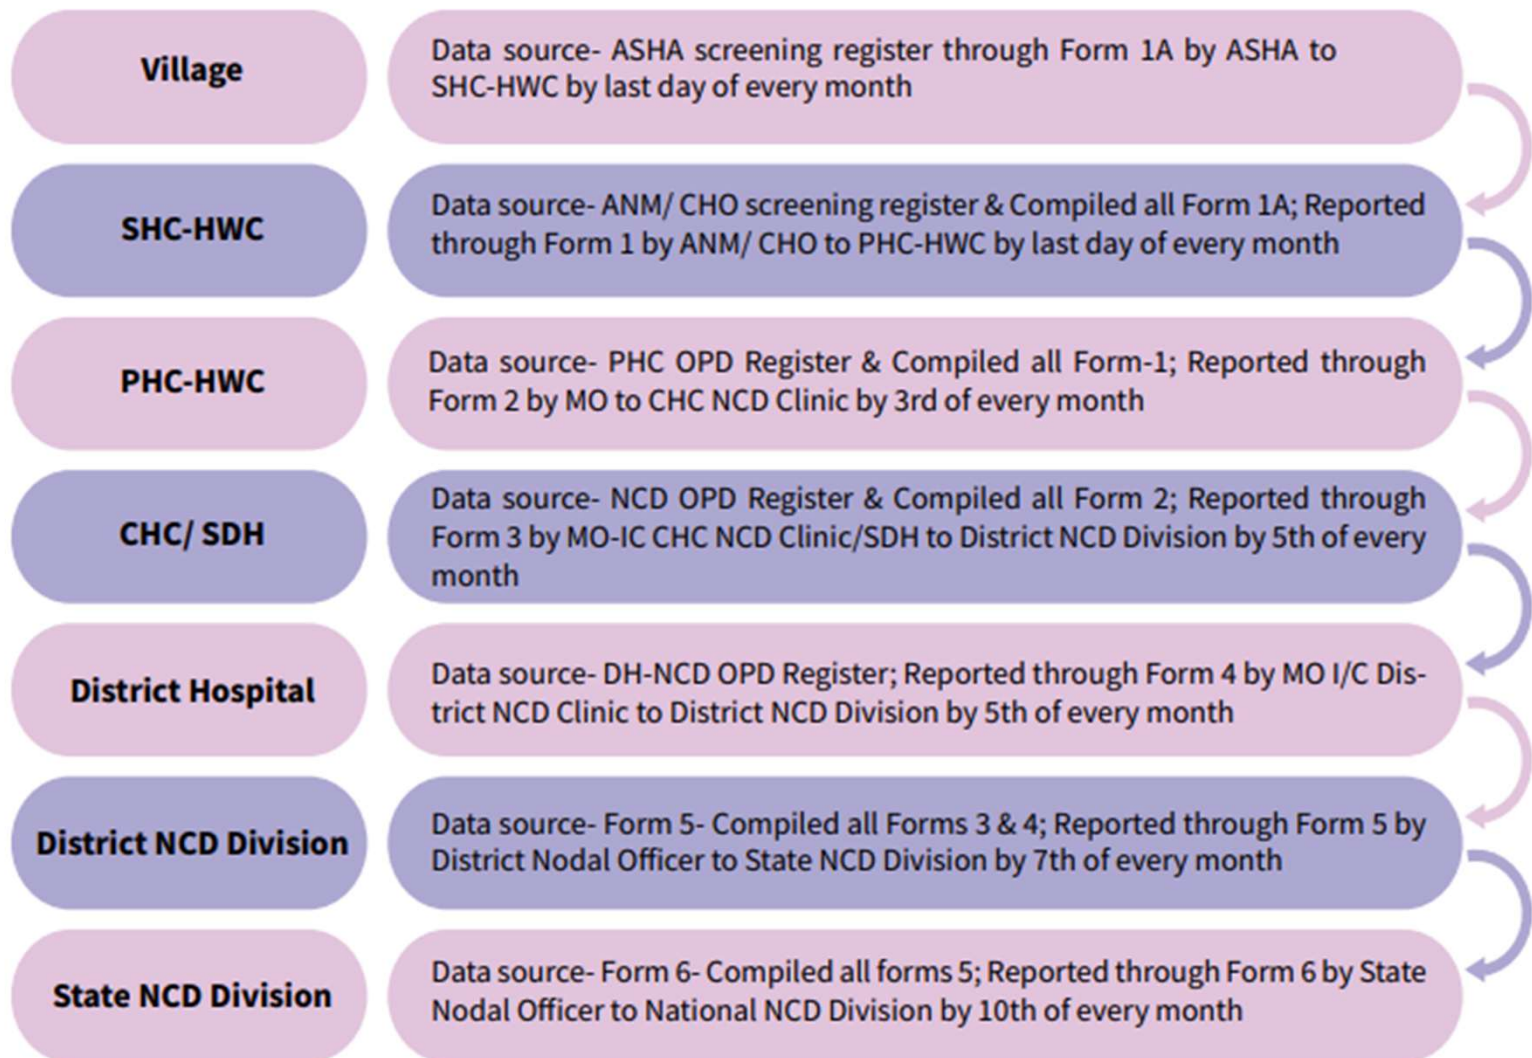 Village
Data source- ASHA screening register through Form 1A by ASHA to
SHC-HWC by last day of every month
SHC-HWC
Data source- ANM/ CHO screening register & Compiled all Form 1A; Reported
through Form 1 by ANM/ CHO to PHC-HWC by last day of every month
PHC-HWC
Data source- PHC OPD Register & Compiled all Form-1; Reported through
Form 2 by MO to CHC NCD Clinic by 3rd of every month
CHC/ SDH
Data source- NCD OPD Register & Compiled all Form 2; Reported through
Form 3 by MO-IC CHC NCD Clinic/SDH to District NCD Division by 5th of every
month
District Hospital
Data source- DH-NCD OPD Register; Reported through Form 4 by MO I/C Dis-
trict NCD Clinic to District NCD Division by 5th of every month
District NCD Division
Data source- Form 5- Compiled all Forms 3 & 4; Reported through Form 5 by
District Nodal Officer to State NCD Division by 7th of every month
State NCD Division
Data source- Form 6- Compiled all forms 5; Reported through Form 6 by State
Nodal Officer to National NCD Division by 10th of every month